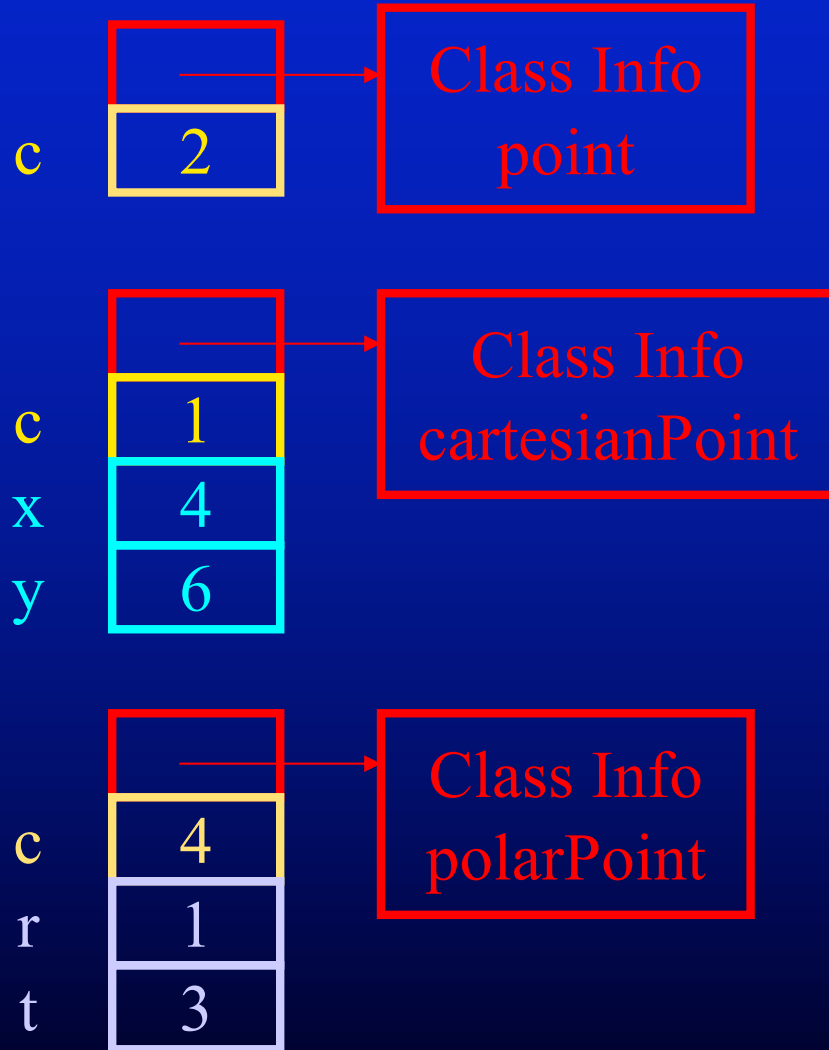 Class Info
point
c 2
Class Info
cartesianPoint
c 1
x 4
y 6
Class Info
polarPoint
c 4
r 1
t 3